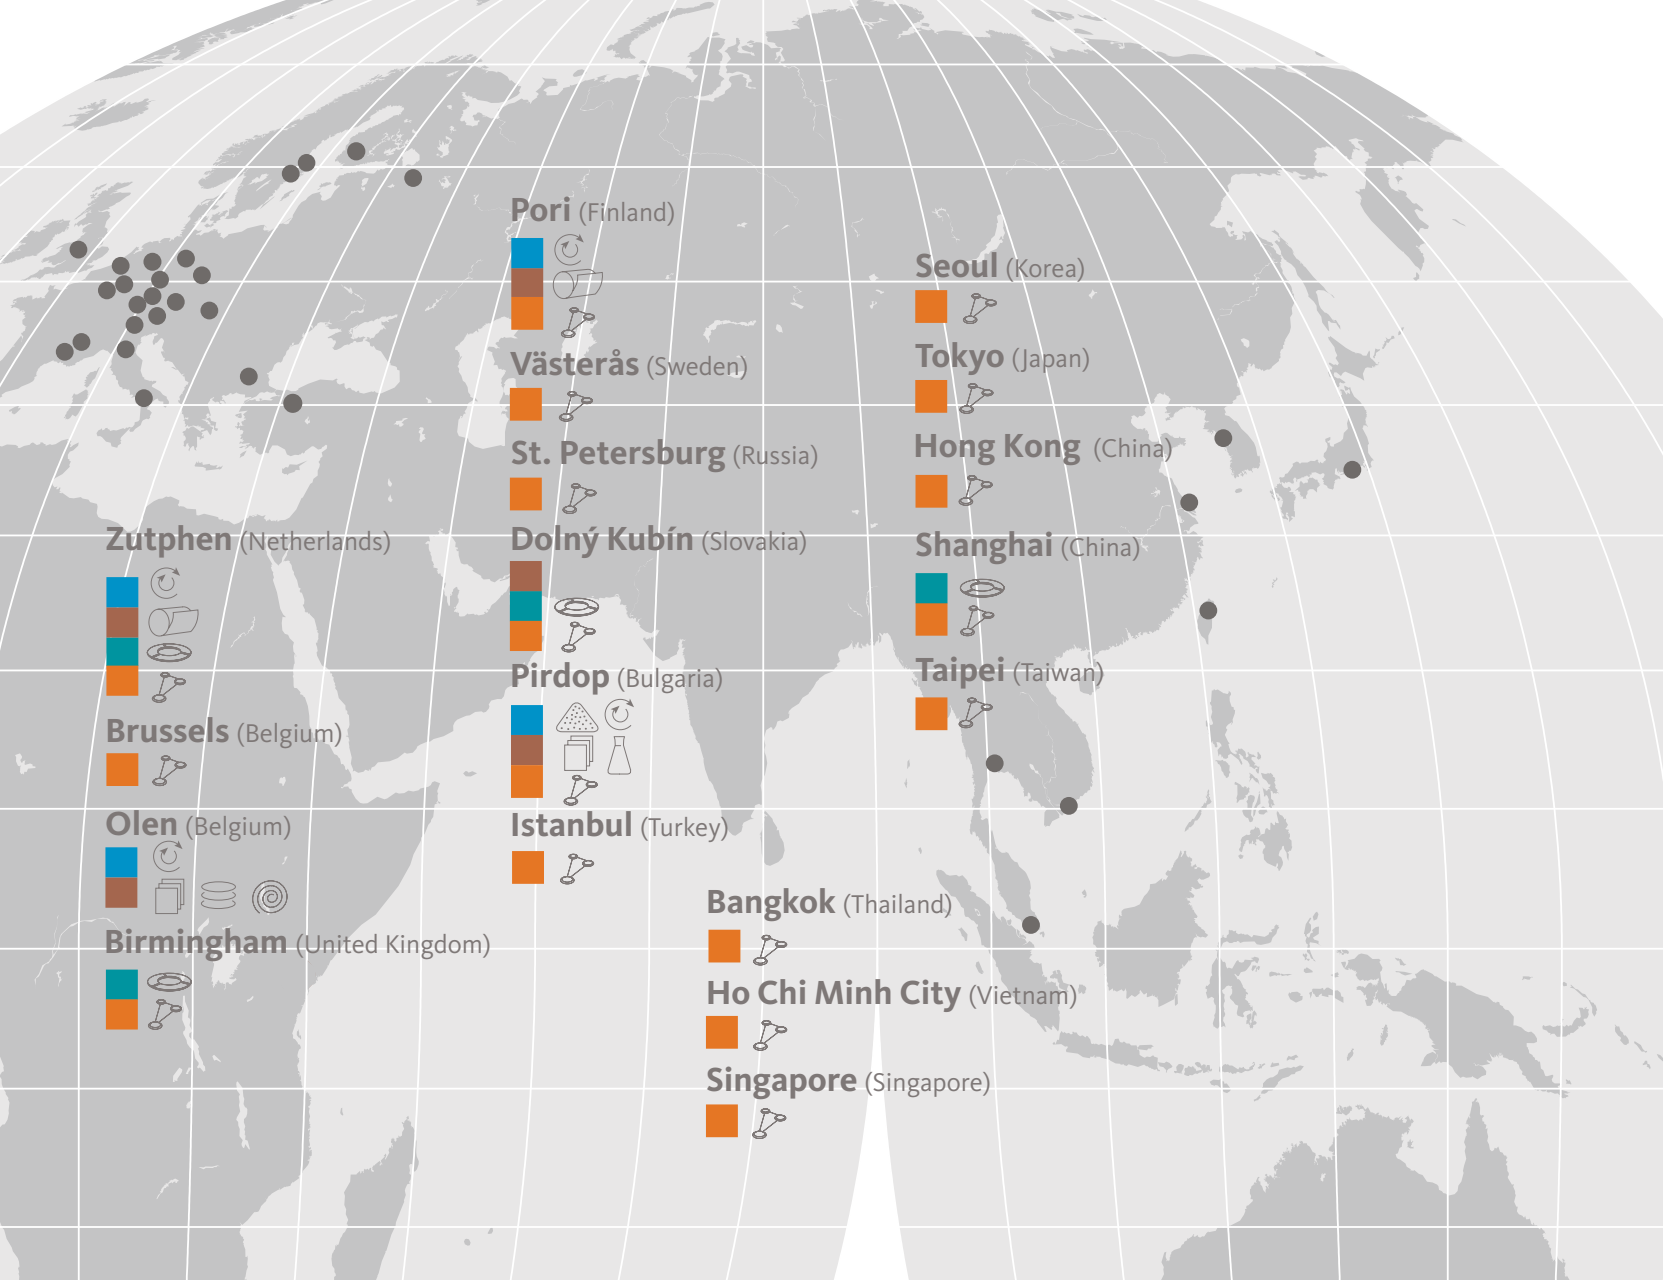 Zutphen (Netherlands)
Brussels (Belgium)
Olen (Belgium)
Birmingham (United Kingdom)
Pori (Finland)
Västerås (Sweden)
St. Petersburg (Russia)
Dolný Kubín (Slovakia)
Pirdop (Bulgaria)
Istanbul (Turkey)
Bangkok (Thailand)
Ho Chi Minh City (Vietnam)
Singapore (Singapore)
Seoul (Korea)
Tokyo (Japan)
Hong Kong (China)
Shanghai (China)
Taipei (Taiwan)